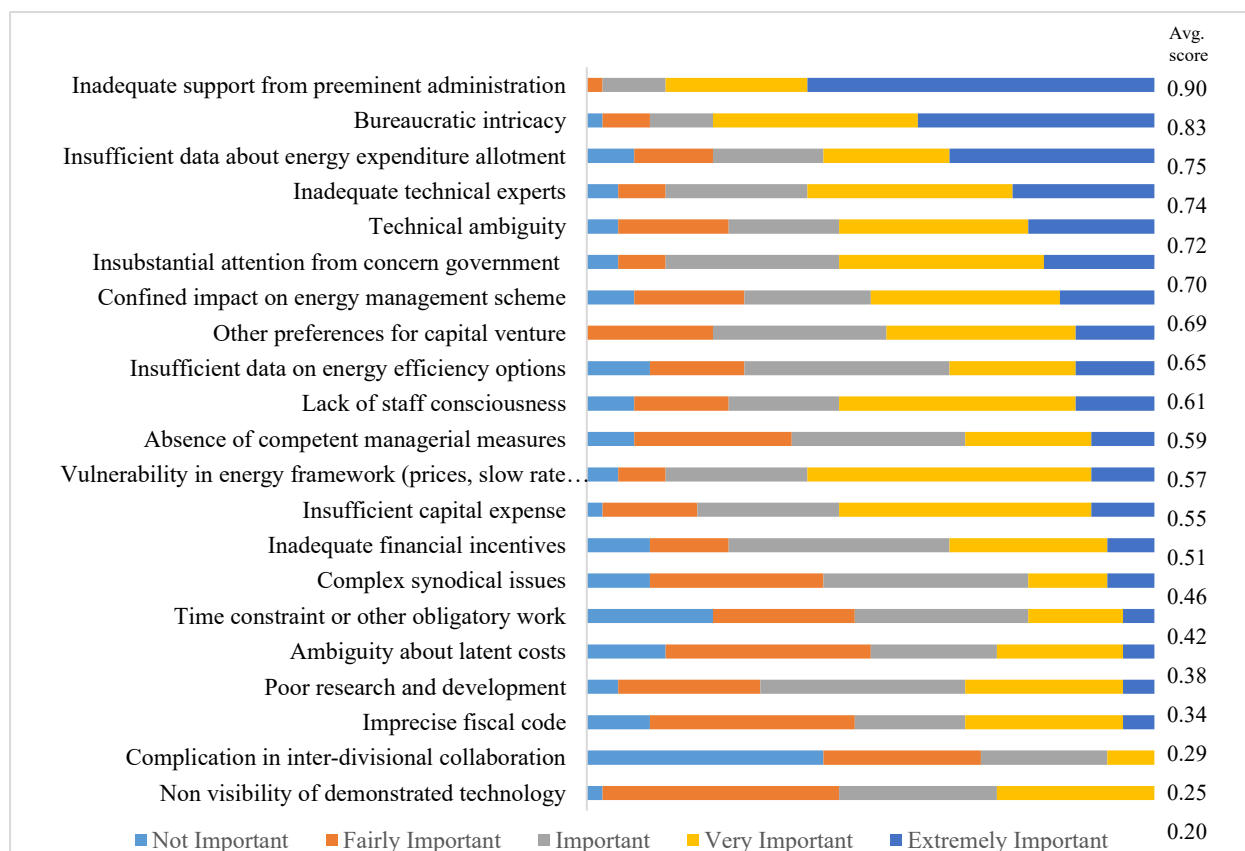 Avg.
score
Inadequate support from preeminent administration 0.90
Bureaucratic intricacy 0.83
Insufficient data about energy expenditure allotment 0.75
Inadequate technical experts 0.74
Technical ambiguity 0.72
Insubstantial attention from concern government 0.70
Confined impact on energy management scheme 0.69
Other preferences for capital venture 0.65
Insufficient data on energy efficiency options 0.61
Lack of staff consciousness 0.59
Absence of competent managerial measures 0.57
Vulnerability in energy framework (prices, slow rate… 0.55
Insufficient capital expense 0.51
Inadequate financial incentives 0.46
Complex synodical issues 0.42
Time constraint or other obligatory work 0.38
Ambiguity about latent costs 0.34
Poor research and development 0.29
Imprecise fiscal code 0.25
Complication in inter-divisional collaboration 0.20
Non visibility of demonstrated technology
Not Important Fairly Important Important Very Important Extremely Important